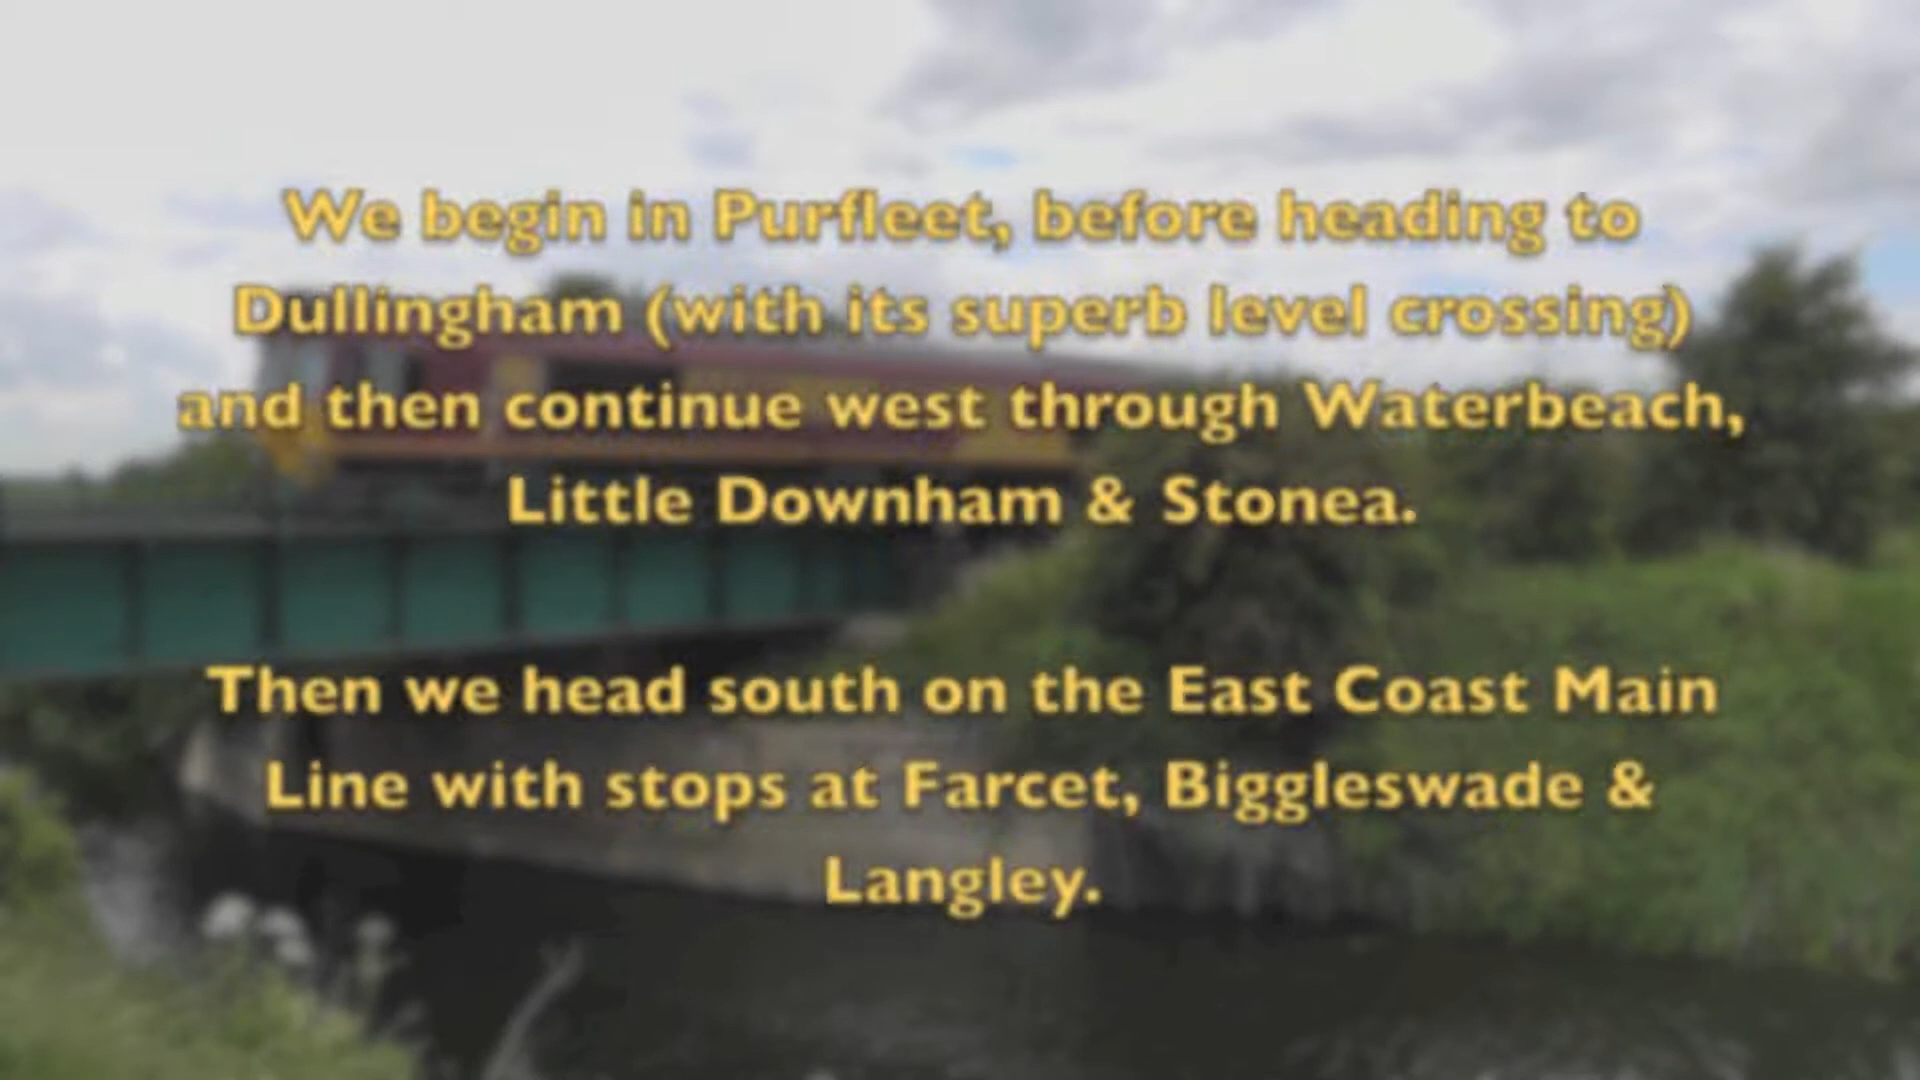 We begin in Purfleet, before heading to
Dullingham (with its superb level crossing)
and then continue west through Waterbeach,
Little Downham & Stonea.
Then we head south on the East Coast Main
Line with stops at Farcet, Biggleswade &
Langley.